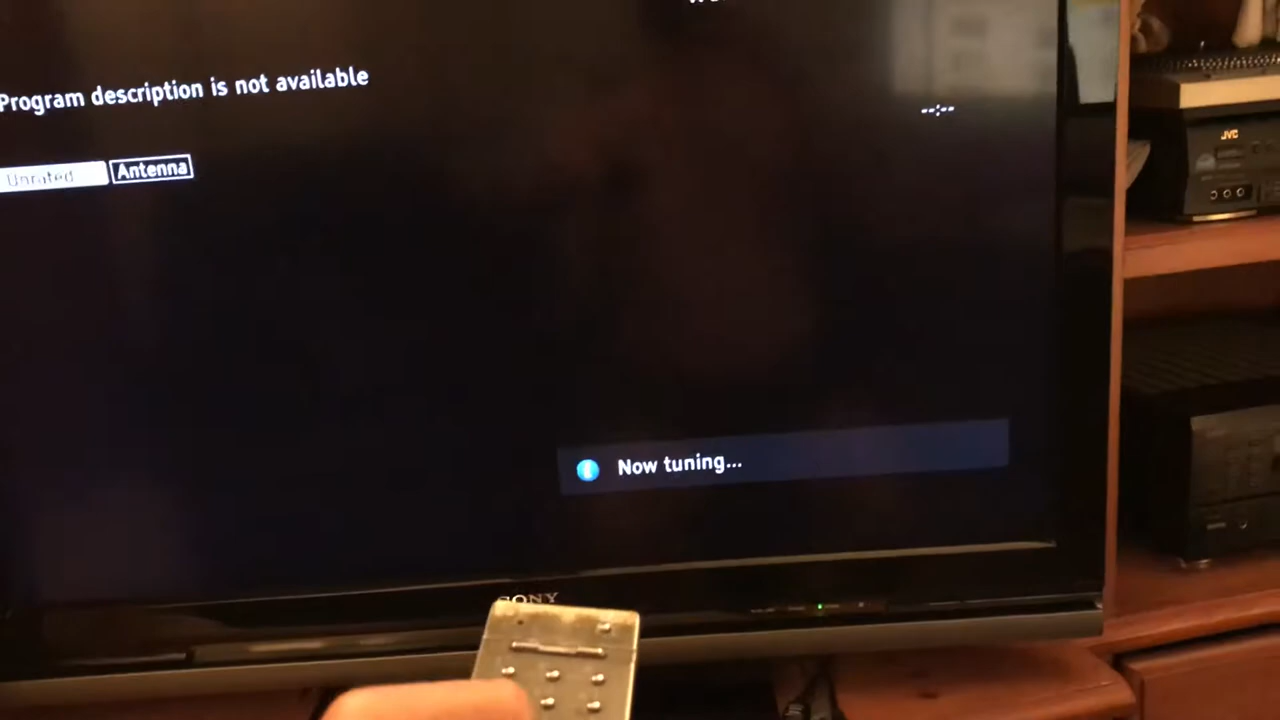 Program description is not available
--:--
Unrated Antenna
JVC
Now tuning...
SONY